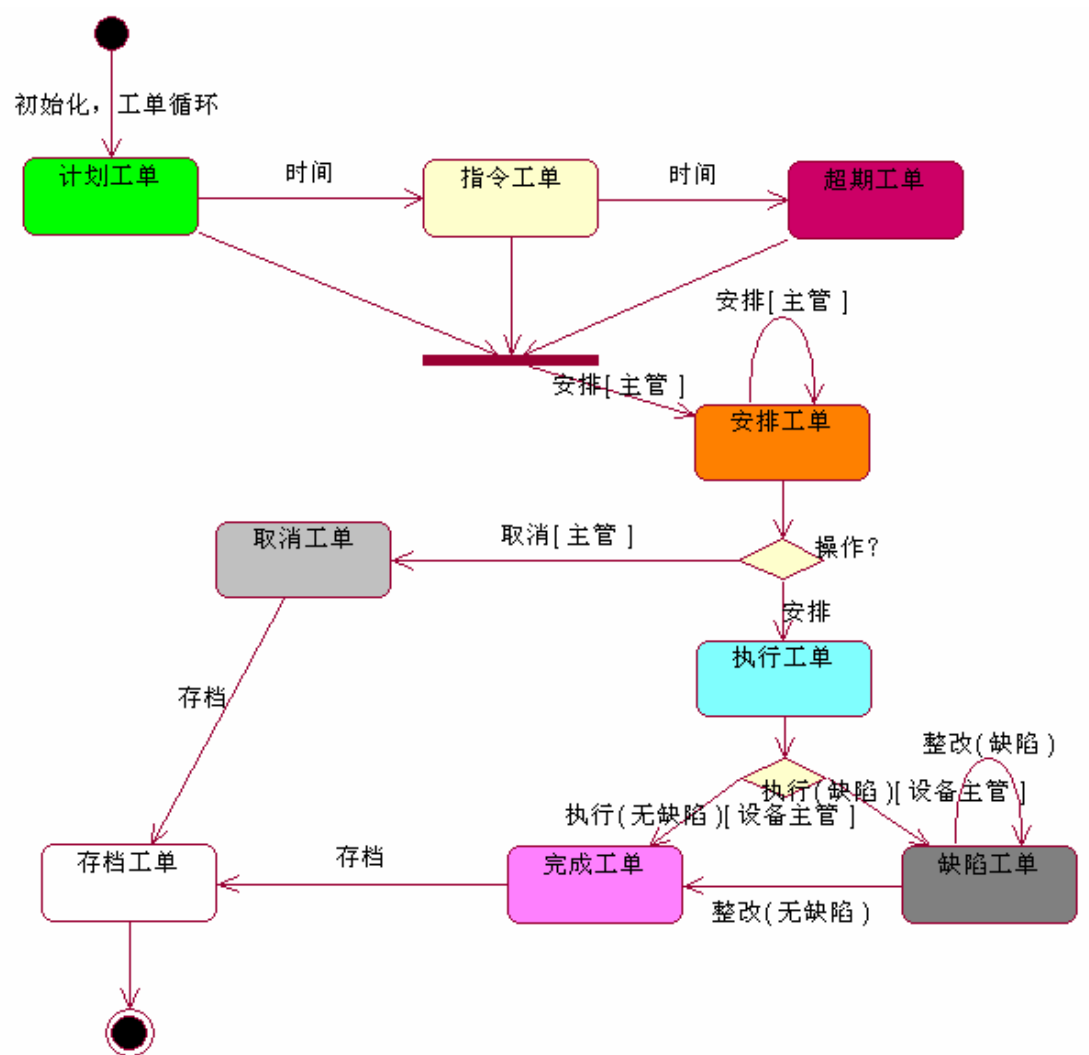 初始化，工单循环
计划工单
时间
指令工单
时间
超期工单
安排[主管]
安排[主管]
安排工单
取消工单
取消[主管]
操作?
安排
执行工单
存档
整改(缺陷)
执行(缺陷)[设备主管]
执行(无缺陷)[设备主管]
存档工单
存档
完成工单
缺陷工单
整改(无缺陷)